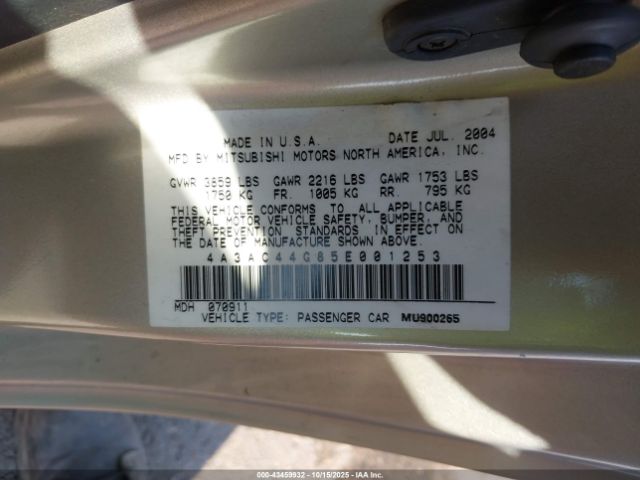 MADE IN U.S.A. DATE JUL. 2004
MFD BY MITSUBISHI MOTORS NORTH AMERICA, INC.
GVWR 3859 LBS GAWR 2216 LBS GAWR 1753 LBS
1750 KG FR. 1005 KG RR. 795 KG
THIS VEHICLE CONFORMS TO ALL APPLICABLE
FEDERAL MOTOR VEHICLE SAFETY, BUMPER, AND
THEFT PREVENTION STANDARDS IN EFFECT ON
THE DATE OF MANUFACTURE SHOWN ABOVE.
4A3AC44G85E001253
MDH 070911
VEHICLE TYPE: PASSENGER CAR MU900265
000-43459932 - 10/15/2025 - IAA Inc.